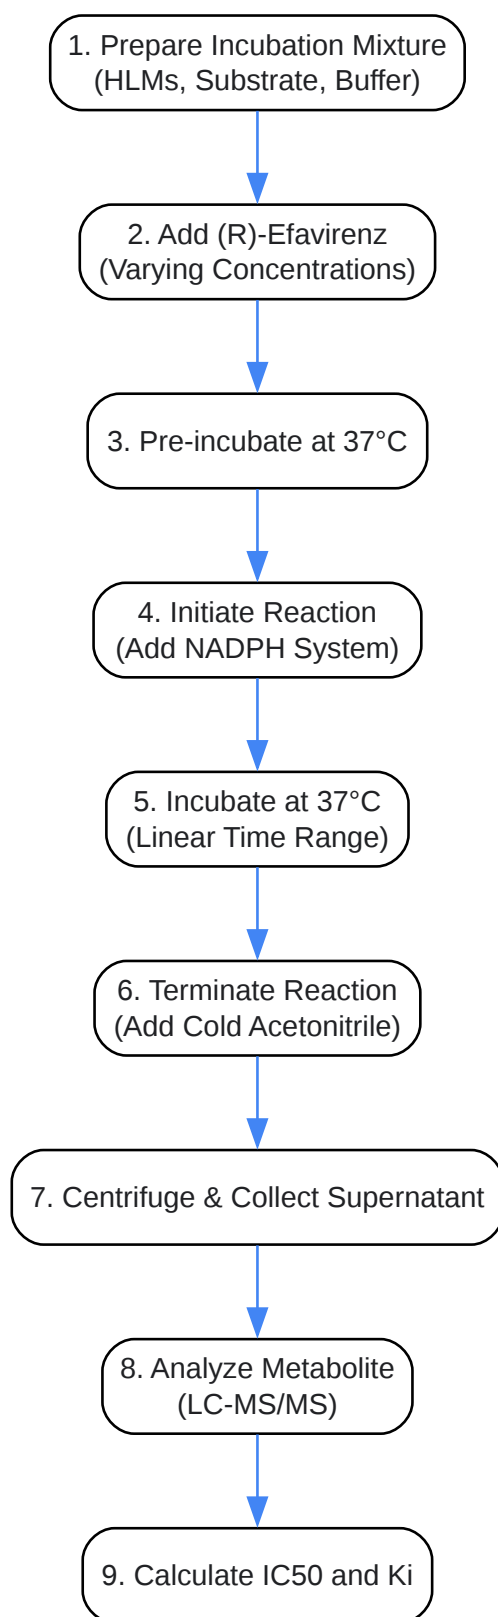 1. Prepare Incubation Mixture
(HLMs, Substrate, Buffer)
2. Add (R)-Efavirenz
(Varying Concentrations)
3. Pre-incubate at 37°C
4. Initiate Reaction
(Add NADPH System)
5. Incubate at 37°C
(Linear Time Range)
6. Terminate Reaction
(Add Cold Acetonitrile)
7. Centrifuge & Collect Supernatant
8. Analyze Metabolite
(LC-MS/MS)
9. Calculate IC50 and Ki